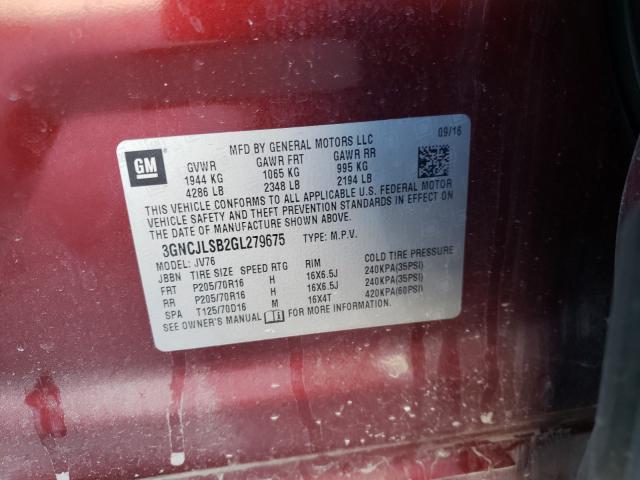 09/16
GM
MFD BY GENERAL MOTORS LLC
GVWR GAWR FRT GAWR RR
1944 KG 1065 KG 995 KG
4286 LB 2348 LB 2194 LB
THIS VEHICLE CONFORMS TO ALL APPLICABLE U.S. FEDERAL MOTOR
VEHICLE SAFETY AND THEFT PREVENTION STANDARDS IN EFFECT ON
THE DATE OF MANUFACTURE SHOWN ABOVE.
3GNCJLSB2GL279675 TYPE: M.P.V.
MODEL: JV76
JBBN TIRE SIZE SPEED RTG RIM COLD TIRE PRESSURE
FRT P205/70R16 H 16X6.5J 240KPA(35PSI)
RR P205/70R16 H 16X6.5J 240KPA(35PSI)
SPA T125/70D16 M 16X4T 420KPA(60PSI)
SEE OWNER'S MANUAL FOR MORE INFORMATION.